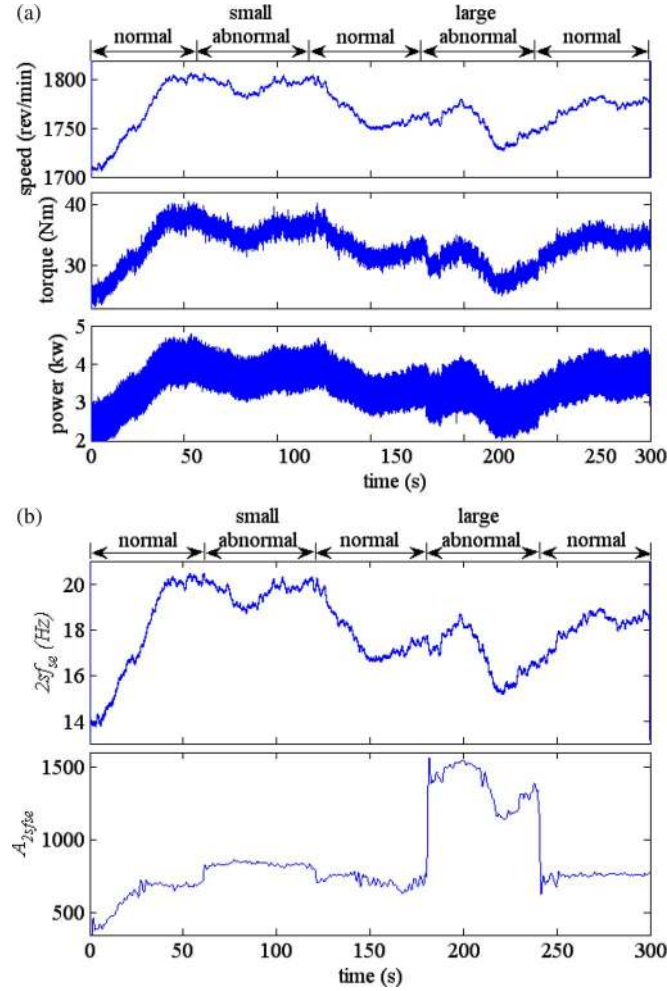 (a)
small large
normal abnormal normal abnormal normal
speed (rev/min)
1800
1750
1700
torque (Nm)
40
30
power (kw)
5
4
3
2
0 50 100 150 200 250 300
time (s)
(b)
small large
normal abnormal normal abnormal normal
2sfse (Hz)
20
18
16
14
A2sfse
1500
1000
500
0 50 100 150 200 250 300
time (s)